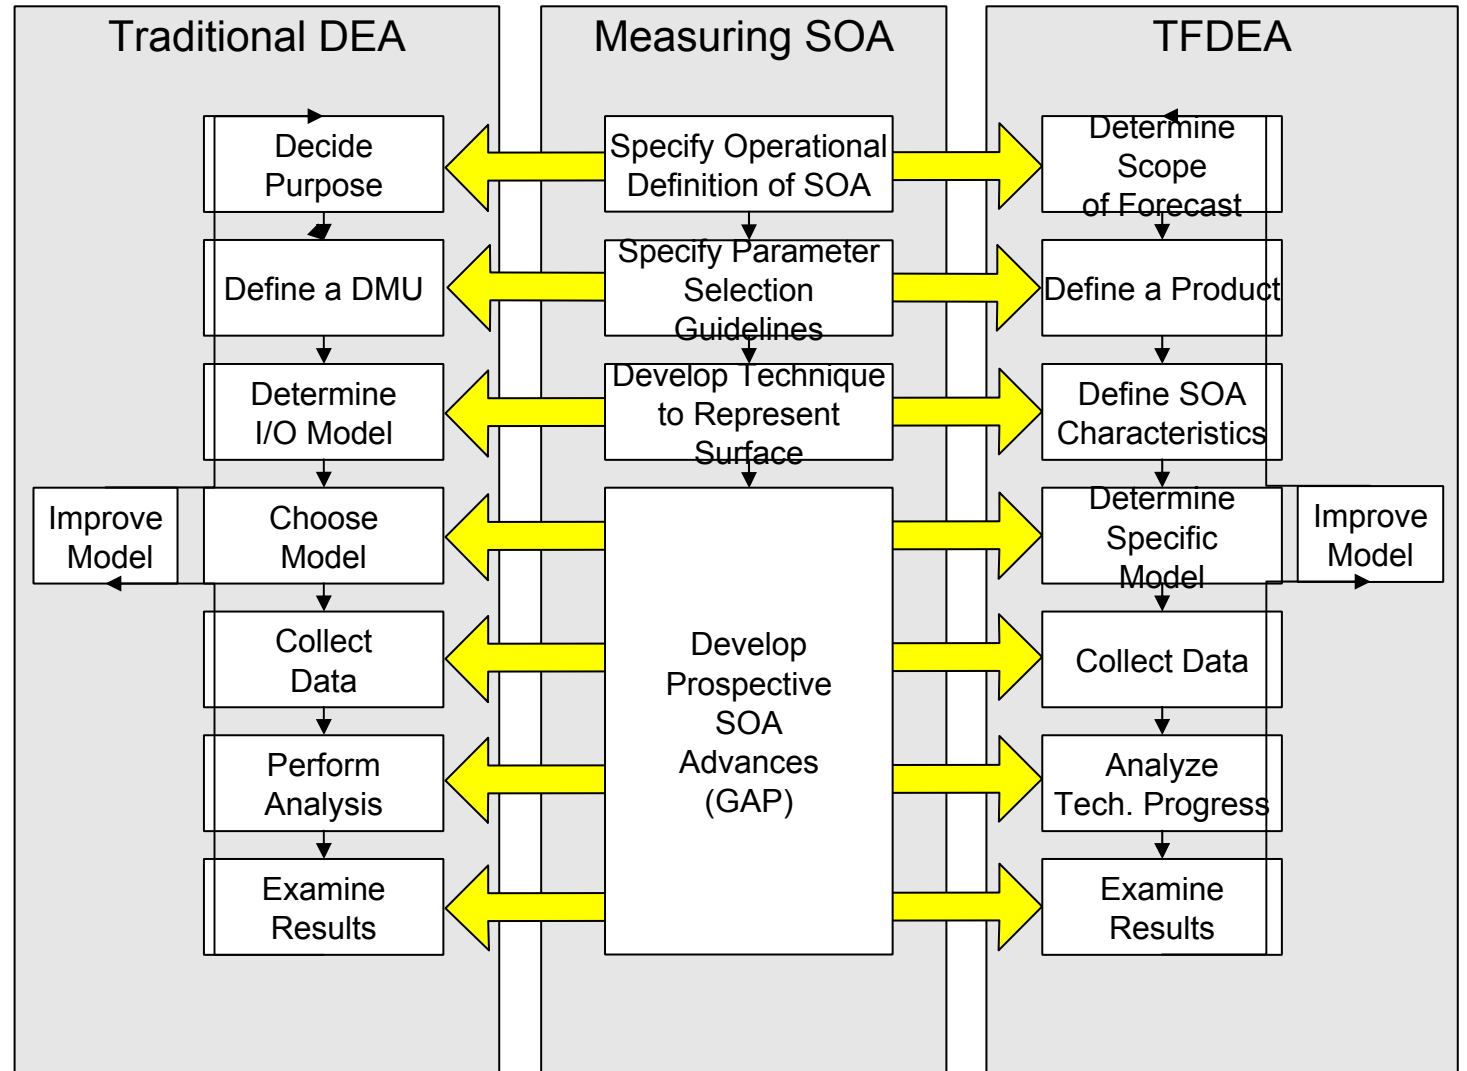 Traditional DEA
Measuring SOA
TFDEA
Decide
Purpose
Specify Operational
Definition of SOA
Determine
Scope
of Forecast
Define a DMU
Specify Parameter
Selection
Guidelines
Define a Product
Determine
I/O Model
Develop Technique
to Represent
Surface
Define SOA
Characteristics
Improve
Model
Choose
Model
Determine
Specific
Model
Improve
Model
Collect
Data
Develop
Prospective
SOA
Advances
(GAP)
Collect Data
Perform
Analysis
Analyze
Tech. Progress
Examine
Results
Examine
Results